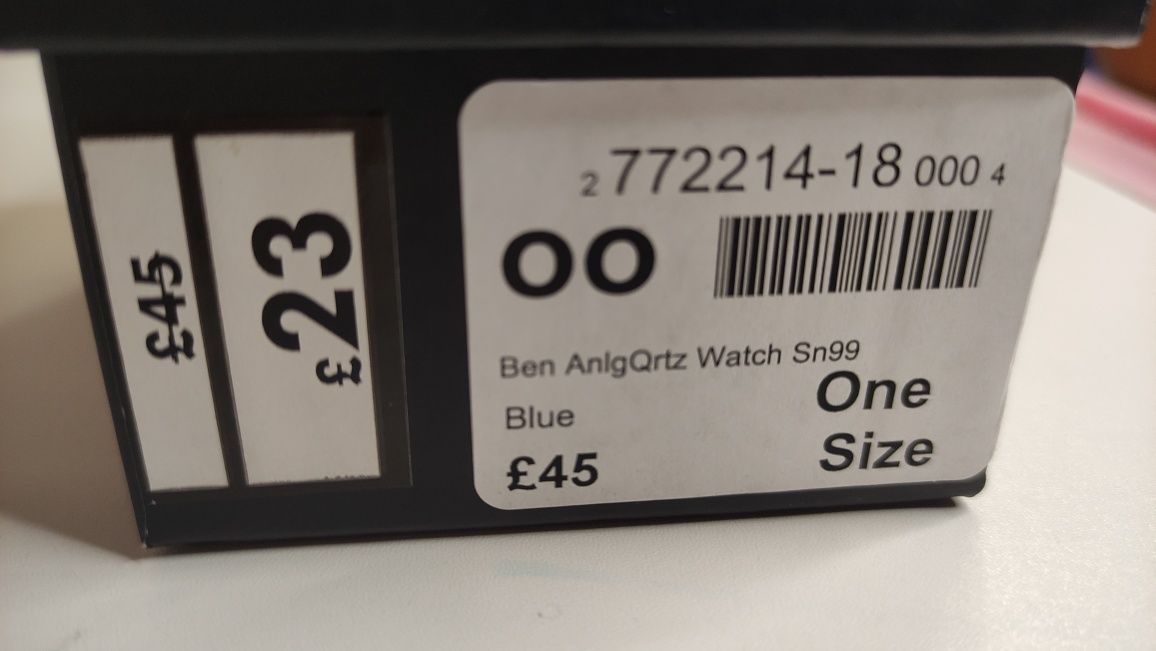 £45
£23
2 772214-18 000 4
OO
Ben AnlgQrtz Watch Sn99
Blue
One
Size
£45